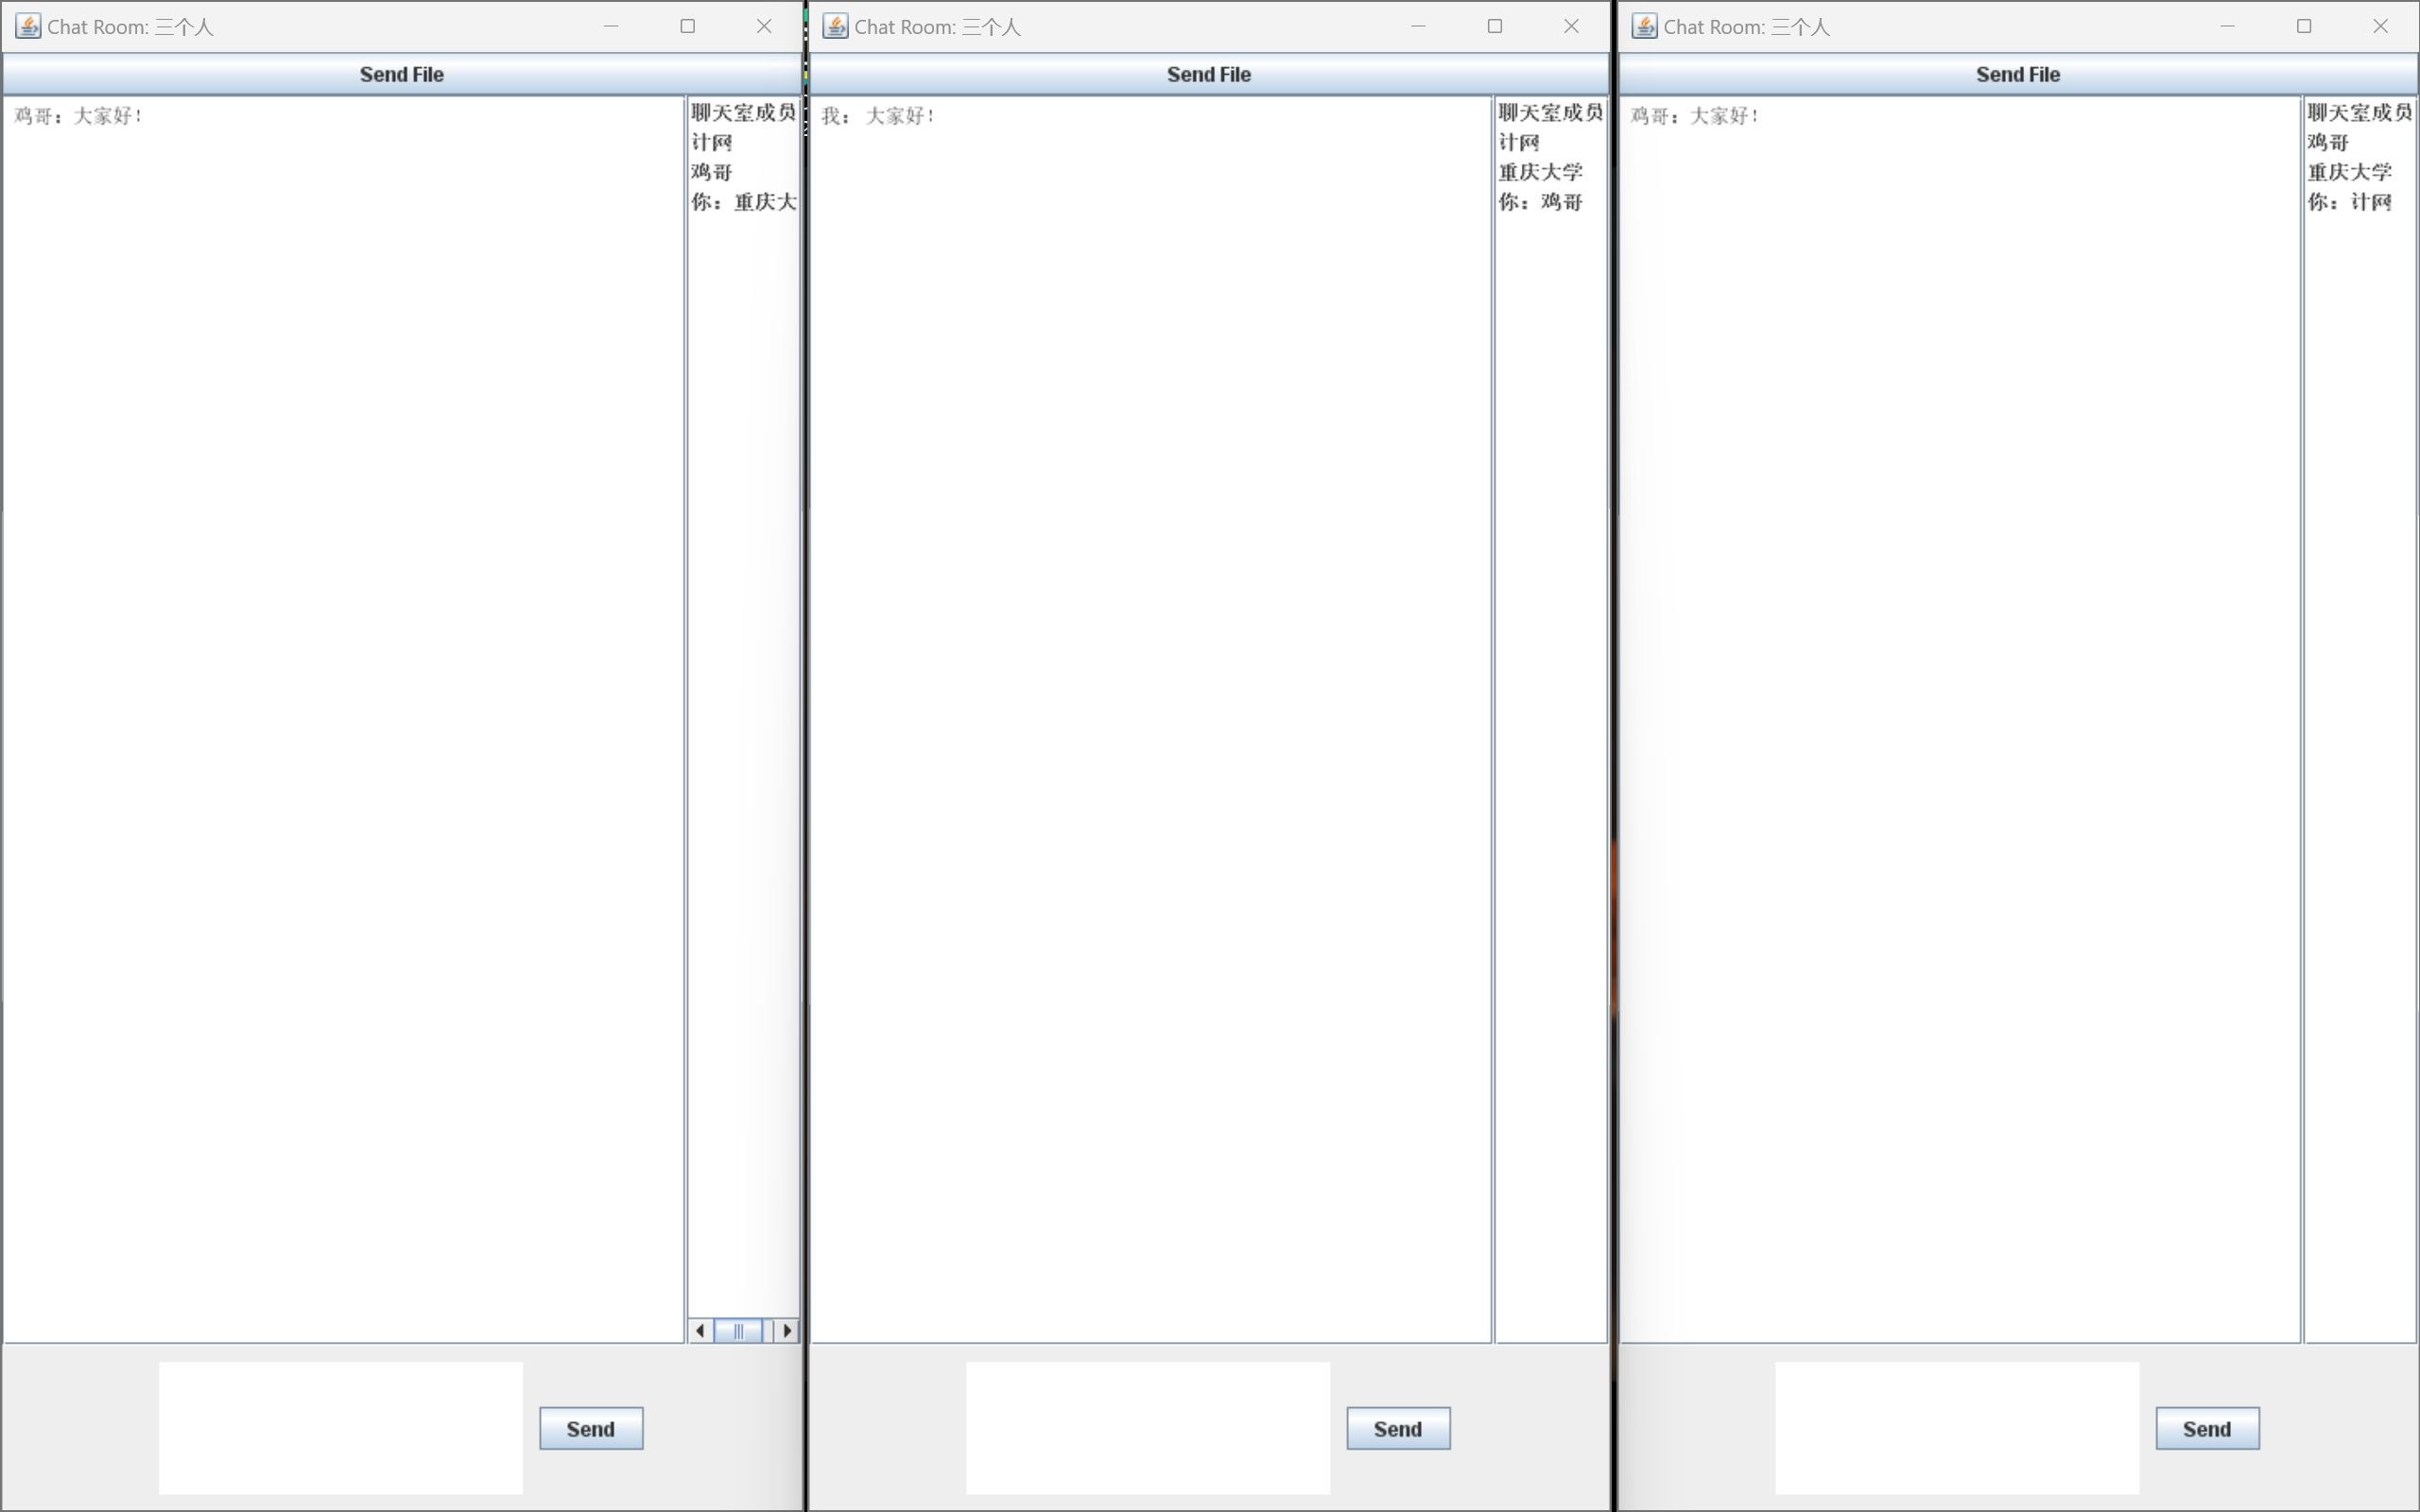 Chat Room: 三个人
Send File
鸡哥：大家好！
聊天室成员
计网
鸡哥
你：重庆大
Send
Chat Room: 三个人
Send File
我： 大家好！
聊天室成员
计网
重庆大学
你：鸡哥
Send
Chat Room: 三个人
Send File
鸡哥：大家好！
聊天室成员
鸡哥
重庆大学
你：计网
Send